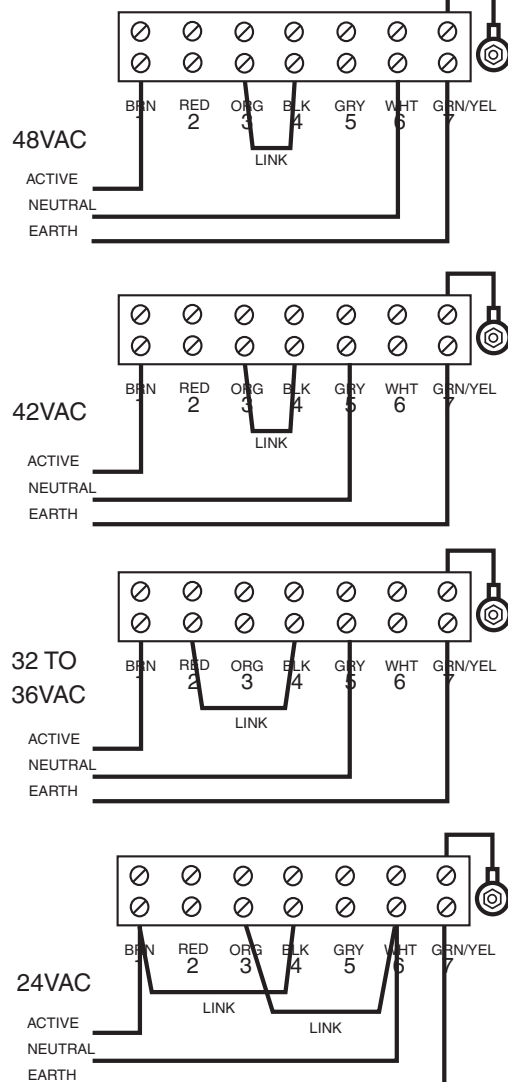 BRN RED ORG BLK GRY WHT GRN/YEL
1 2 3 4 5 6 7
48VAC
LINK
ACTIVE
NEUTRAL
EARTH
BRN RED ORG BLK GRY WHT GRN/YEL
1 2 3 4 5 6 7
42VAC
LINK
ACTIVE
NEUTRAL
EARTH
BRN RED ORG BLK GRY WHT GRN/YEL
1 2 3 4 5 6 7
32 TO
36VAC
LINK
ACTIVE
NEUTRAL
EARTH
BRN RED ORG BLK GRY WHT GRN/YEL
1 2 3 4 5 6 7
24VAC
LINK
LINK
ACTIVE
NEUTRAL
EARTH